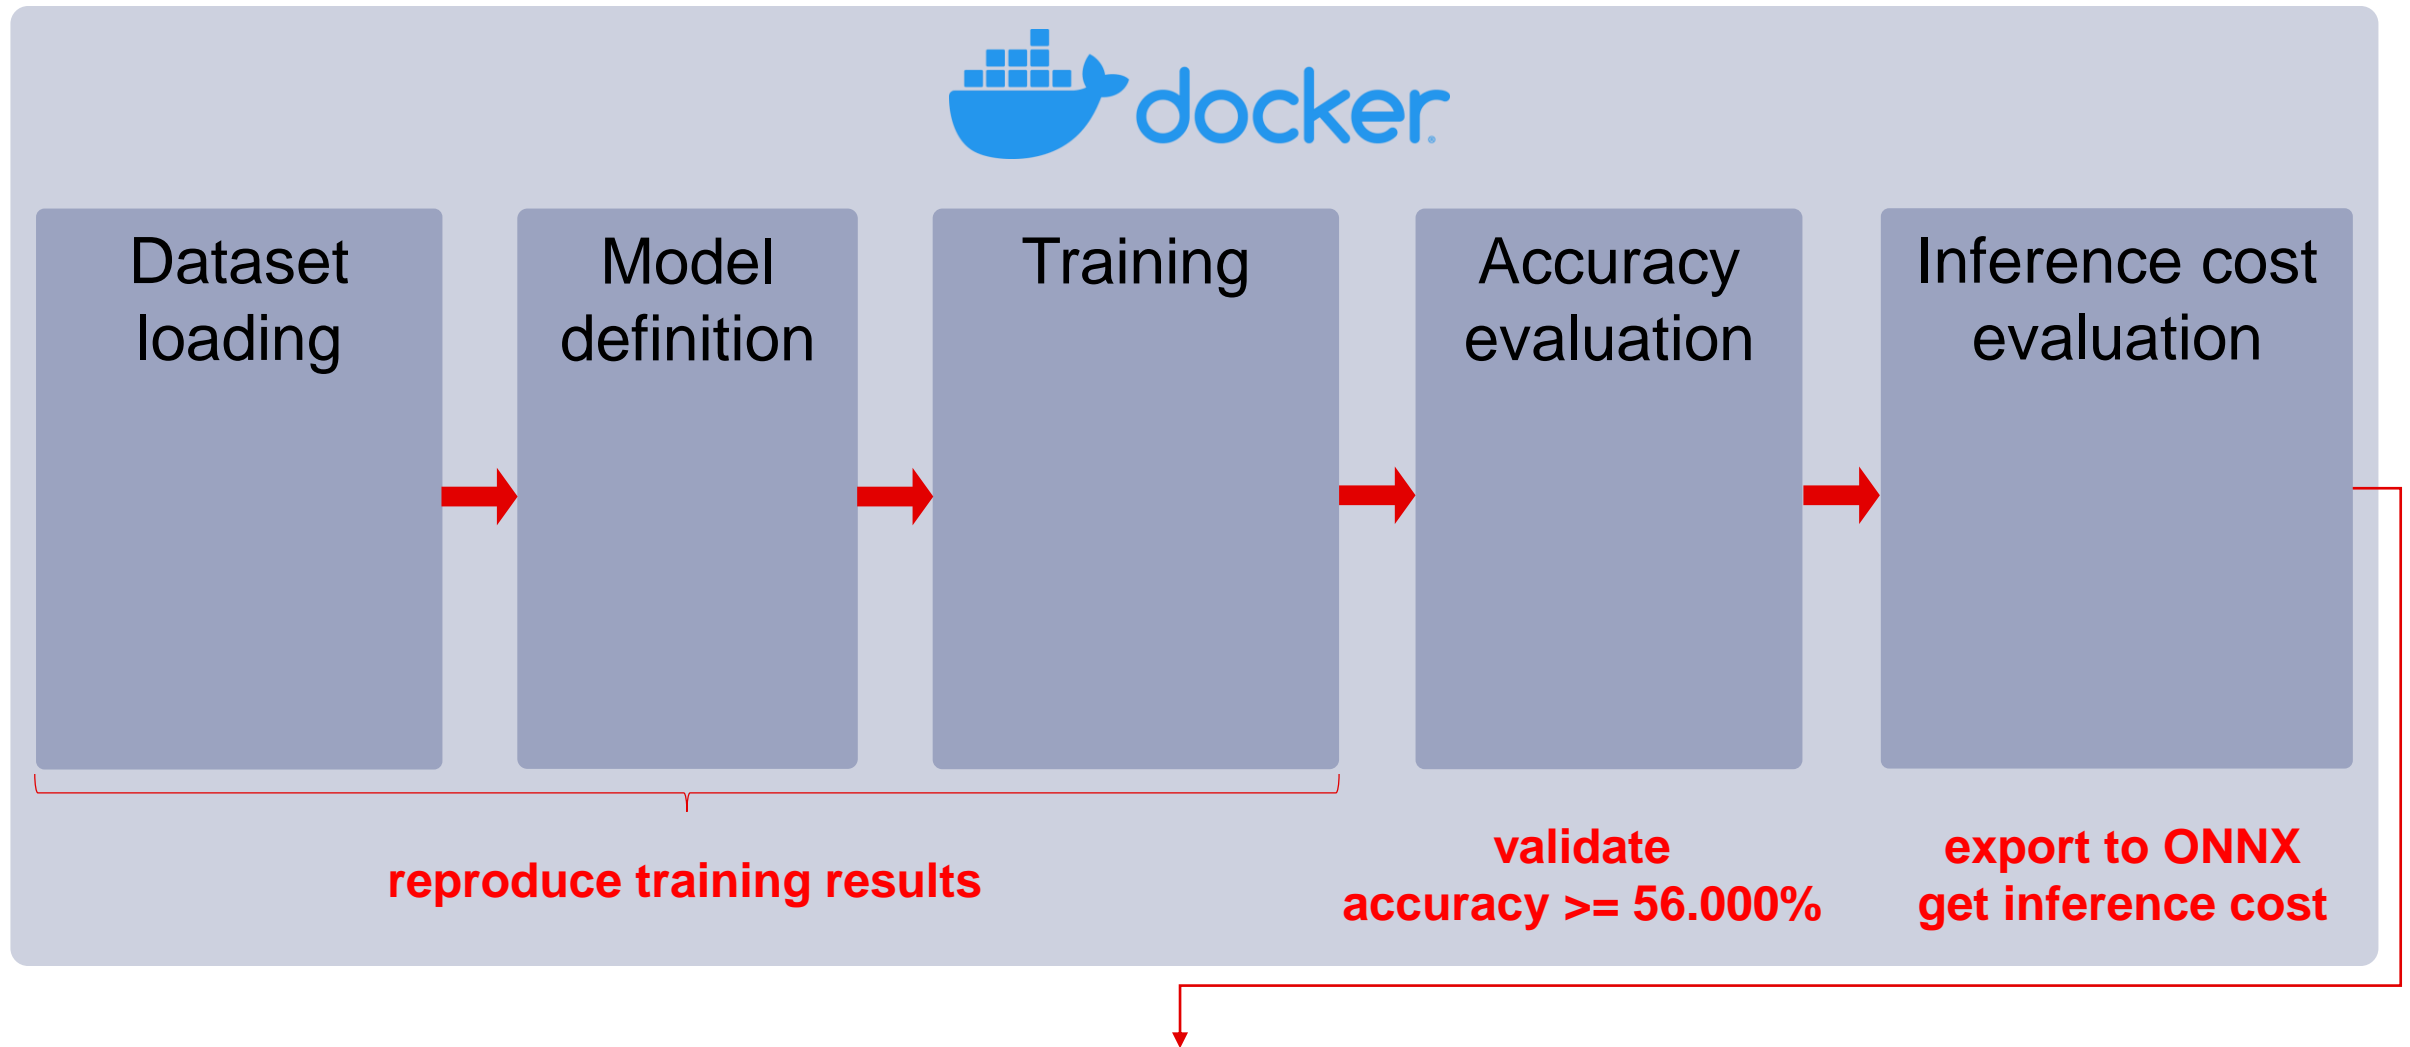 docker
Dataset
loading
Model
definition
Training
Accuracy
evaluation
Inference cost
evaluation
reproduce training results
validate
accuracy >= 56.000%
export to ONNX
get inference cost